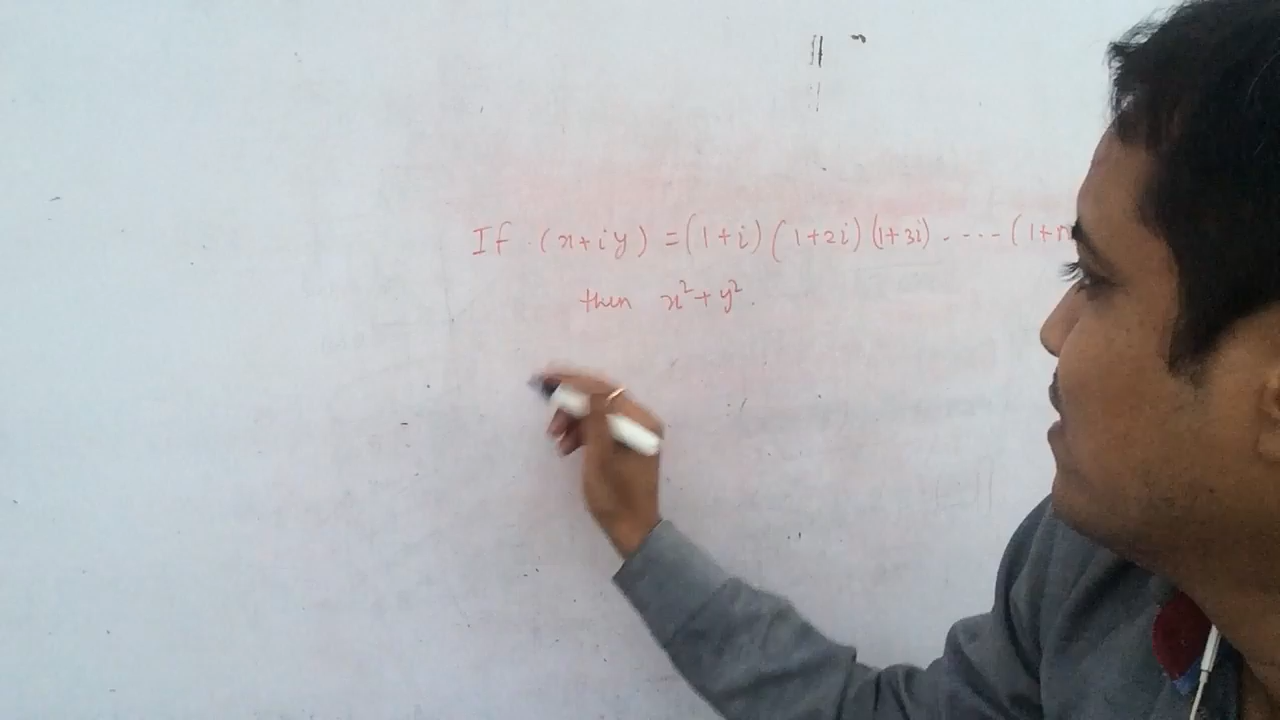 If (x+iy) = (1+i) (1+2i) (1+3i) ---- (1+n
then x²+y².